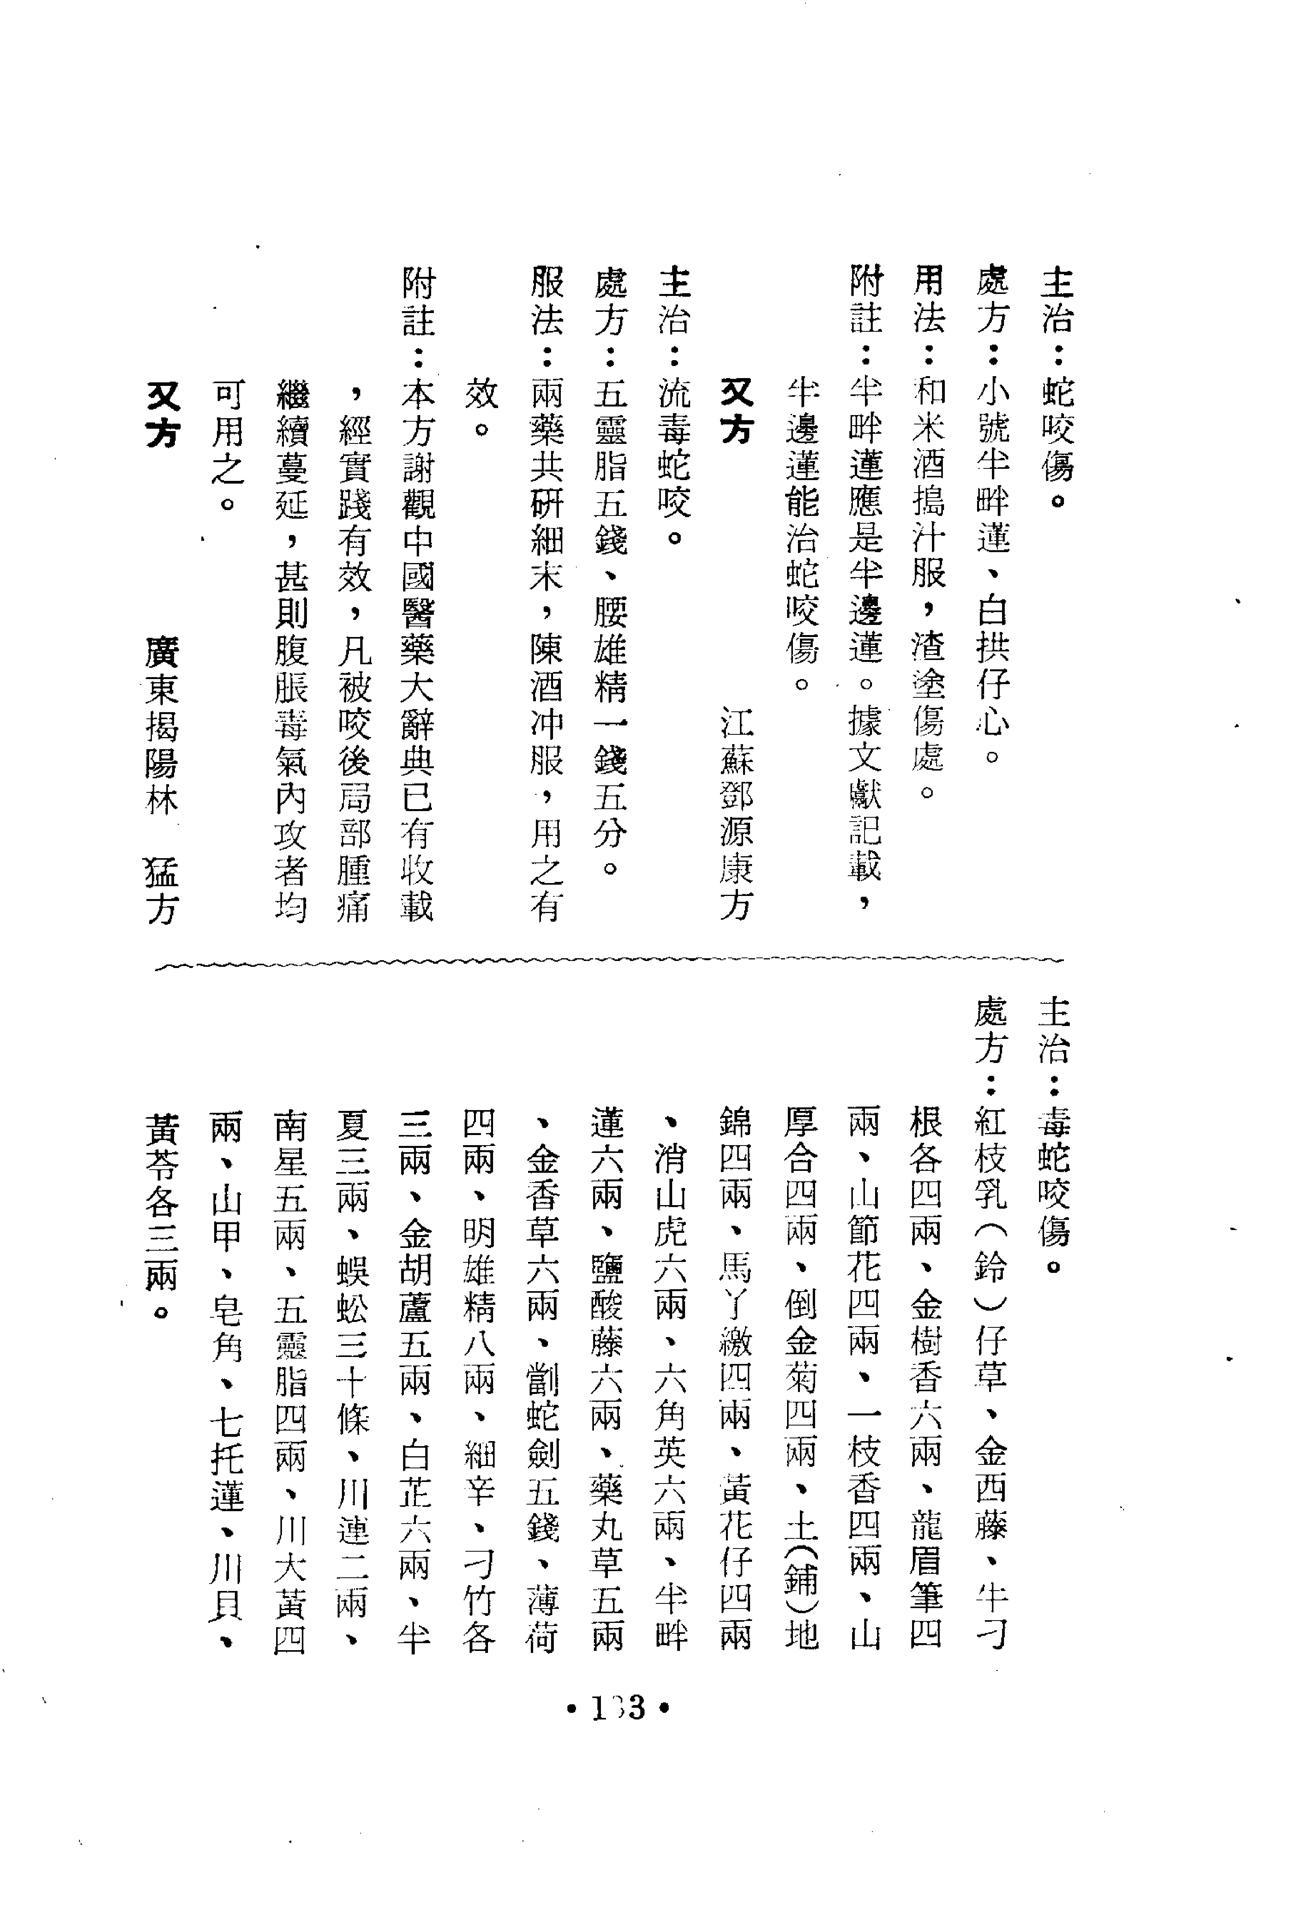 主治：蛇咬傷。
處方：小號半畔蓮、白拱仔心。
用法：和米酒搗汁服，渣塗傷處。
附註：半畔蓮應是半邊蓮。據文獻記載，
半邊蓮能治蛇咬傷。
又方　江蘇鄧源康方
主治：流毒蛇咬。
處方：五靈脂五錢、腰雄精一錢五分。
服法：兩藥共研細末，陳酒冲服，用之有
效。
附註：本方謝觀中國醫藥大辭典已有收載
，經實踐有效，凡被咬後局部腫痛
繼續蔓延，甚則腹脹毒氣內攻者均
可用之。
又方　廣東揭陽林　猛方
主治：毒蛇咬傷。
處方：紅枝乳（鈴）仔草、金西藤、牛刁
根各四兩、金樹香六兩、龍眉筆四
兩、山節花四兩、一枝香四兩、山
厚合四兩、倒金菊四兩、土（鋪）地
錦四兩、馬丫繳四兩、黃花仔四兩
、消山虎六兩、六角英六兩、半畔
蓮六兩、鹽酸藤六兩、藥丸草五兩
、金香草六兩、劏蛇劍五錢、薄荷
四兩、明雄精八兩、細辛、刁竹各
三兩、金胡蘆五兩、白芷六兩、半
夏三兩、蜈蚣三十條、川連二兩、
南星五兩、五靈脂四兩、川大黃四
兩、山甲、皂角、七托蓮、川貝、
黃芩各三兩。
• 133 •